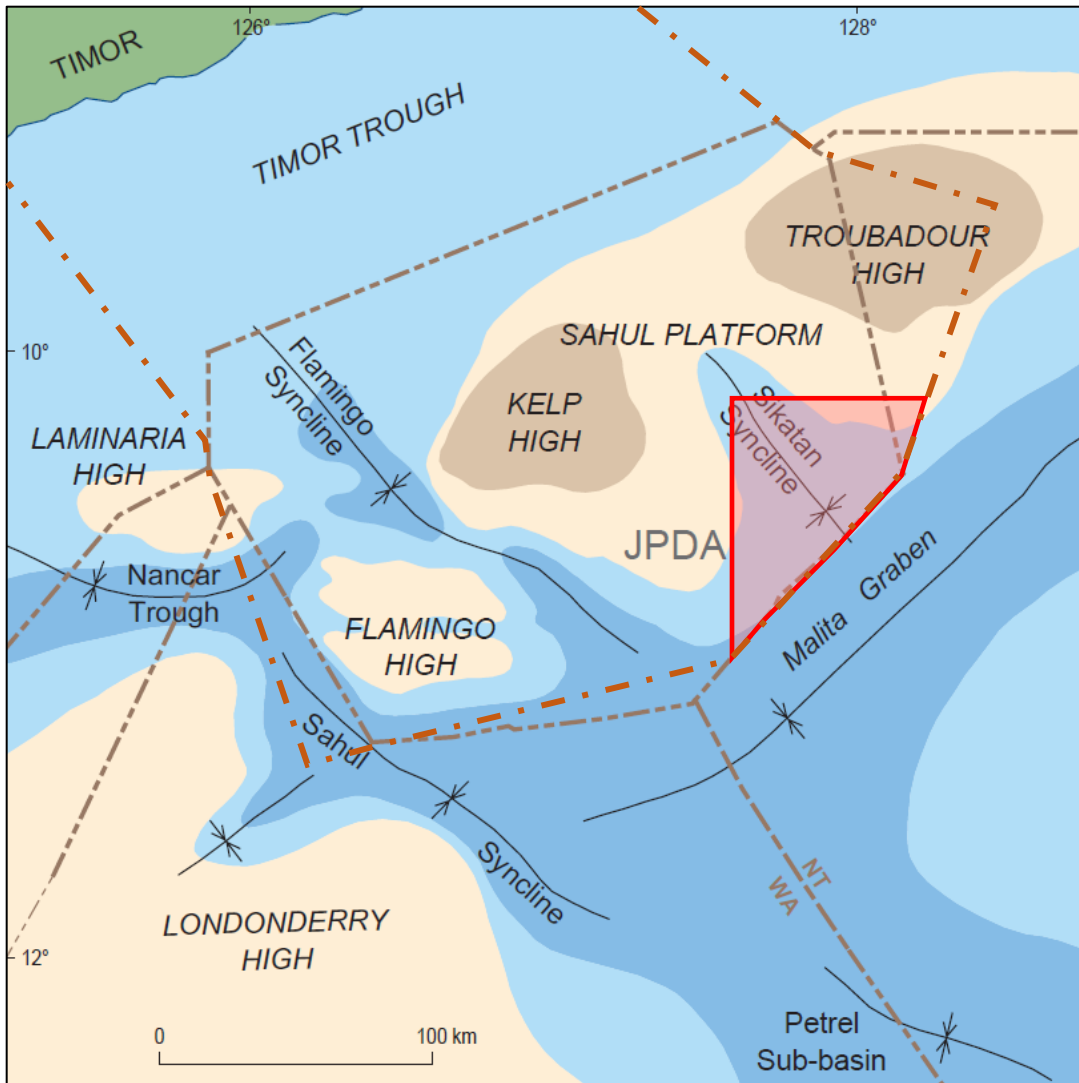 126°
128°
TIMOR
TIMOR TROUGH
TROUBADOUR
HIGH
10°
SAHUL PLATFORM
Flamingo
Syncline
KELP
HIGH
Sikatan
Syncline
LAMINARIA
HIGH
JPDA
Nancar
Trough
Malita Graben
FLAMINGO
HIGH
Sahul
Syncline
NT
WA
LONDONDERRY
HIGH
12°
0
100 km
Petrel
Sub-basin